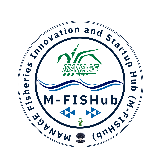 MANAGE Fisheries Innovation and Startup Hub (M-FISHub)
M-FISHub